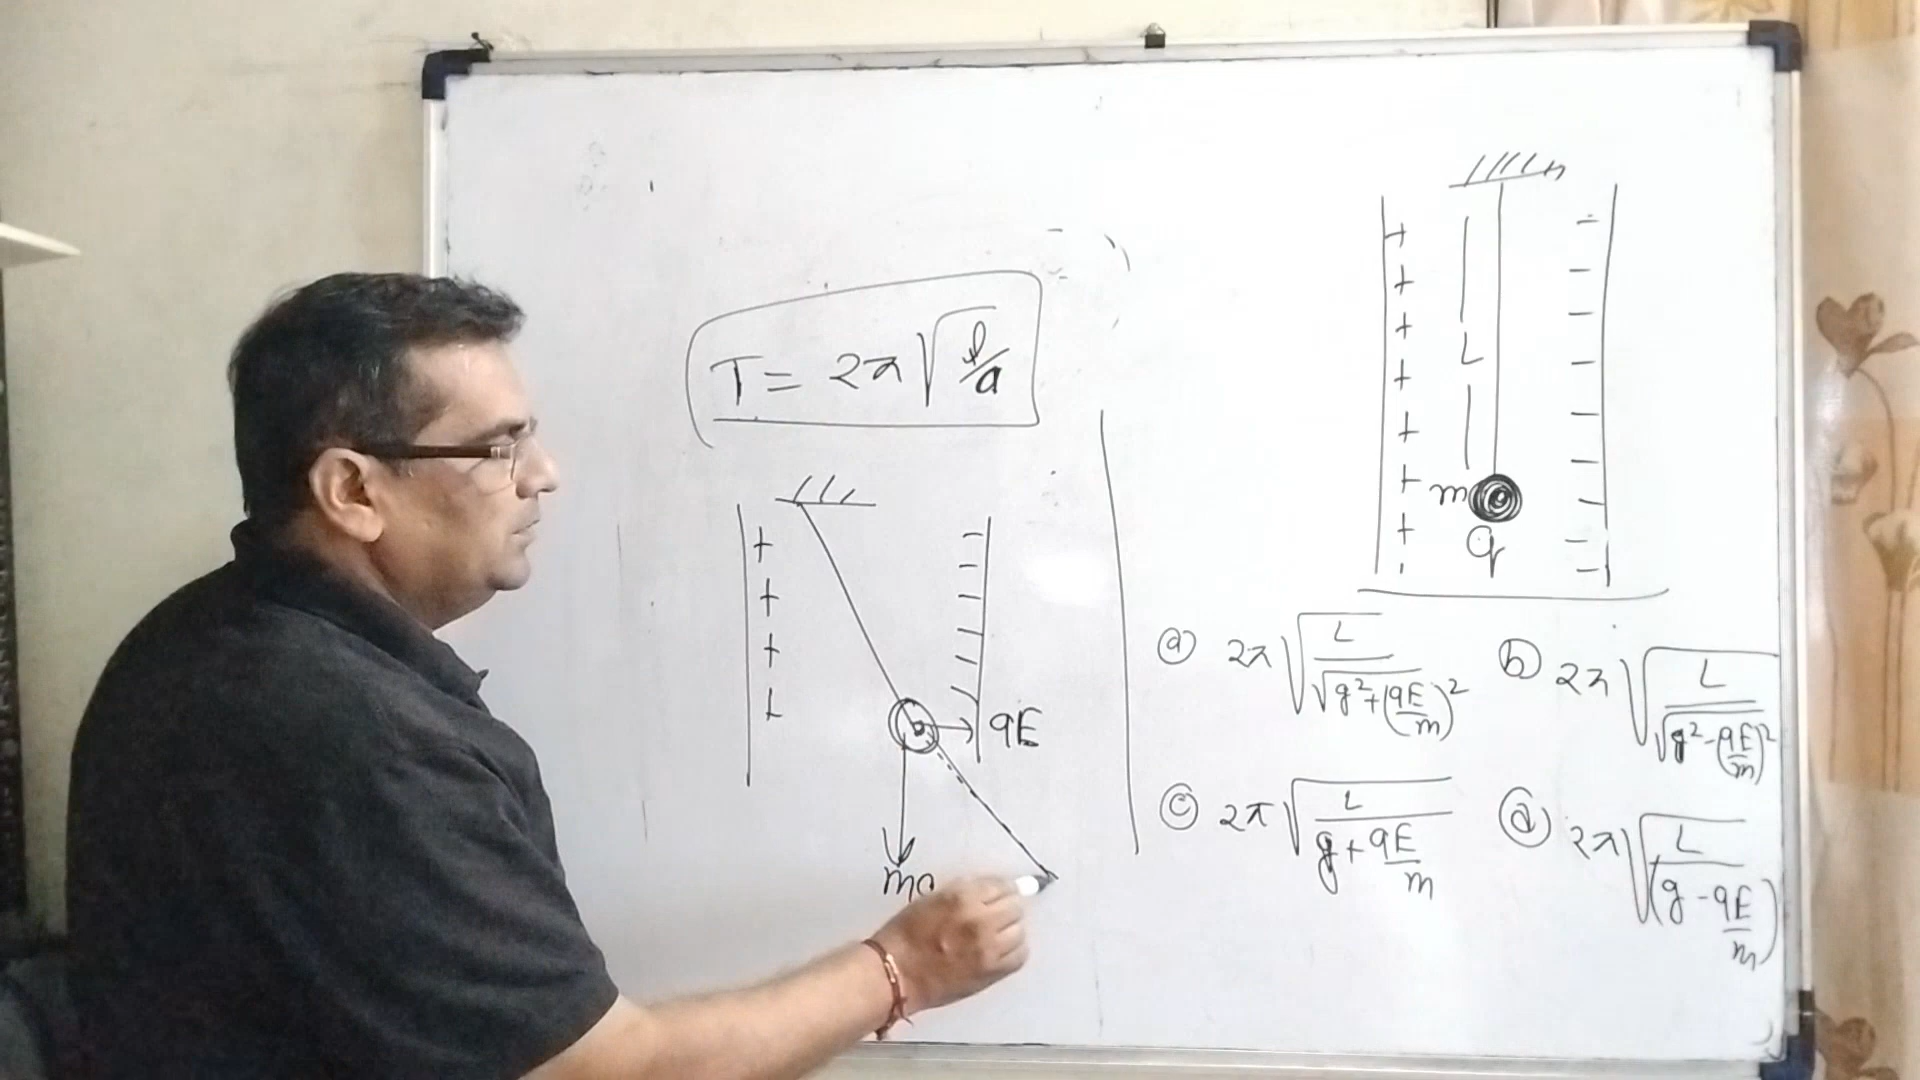 T = 2π√l/a
+ + + L
− − − − − −
qE
mg
+ + + + + + +
− − − − − − − − −
L
m
q
(a) 2π√(L/√(g²+(qE/m)²))
(b) 2π√(L/√(g²-(qE/m)²))
(c) 2π√(L/(g+qE/m))
(d) 2π√(L/(g-qE/m))